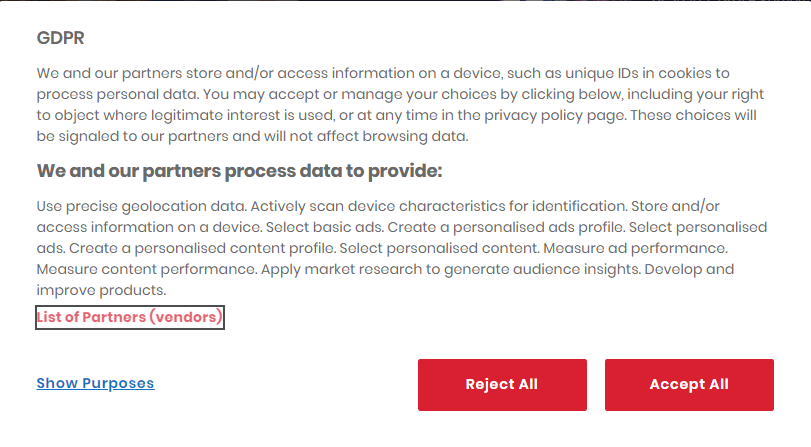 GDPR
We and our partners store and/or access information on a device, such as unique IDs in cookies to
process personal data. You may accept or manage your choices by clicking below, including your right
to object where legitimate interest is used, or at any time in the privacy policy page. These choices will
be signaled to our partners and will not affect browsing data.
We and our partners process data to provide:
Use precise geolocation data. Actively scan device characteristics for identification. Store and/or
access information on a device. Select basic ads. Create a personalised ads profile. Select personalised
ads. Create a personalised content profile. Select personalised content. Measure ad performance.
Measure content performance. Apply market research to generate audience insights. Develop and
improve products.
List of Partners (vendors)
Show Purposes
Reject All
Accept All